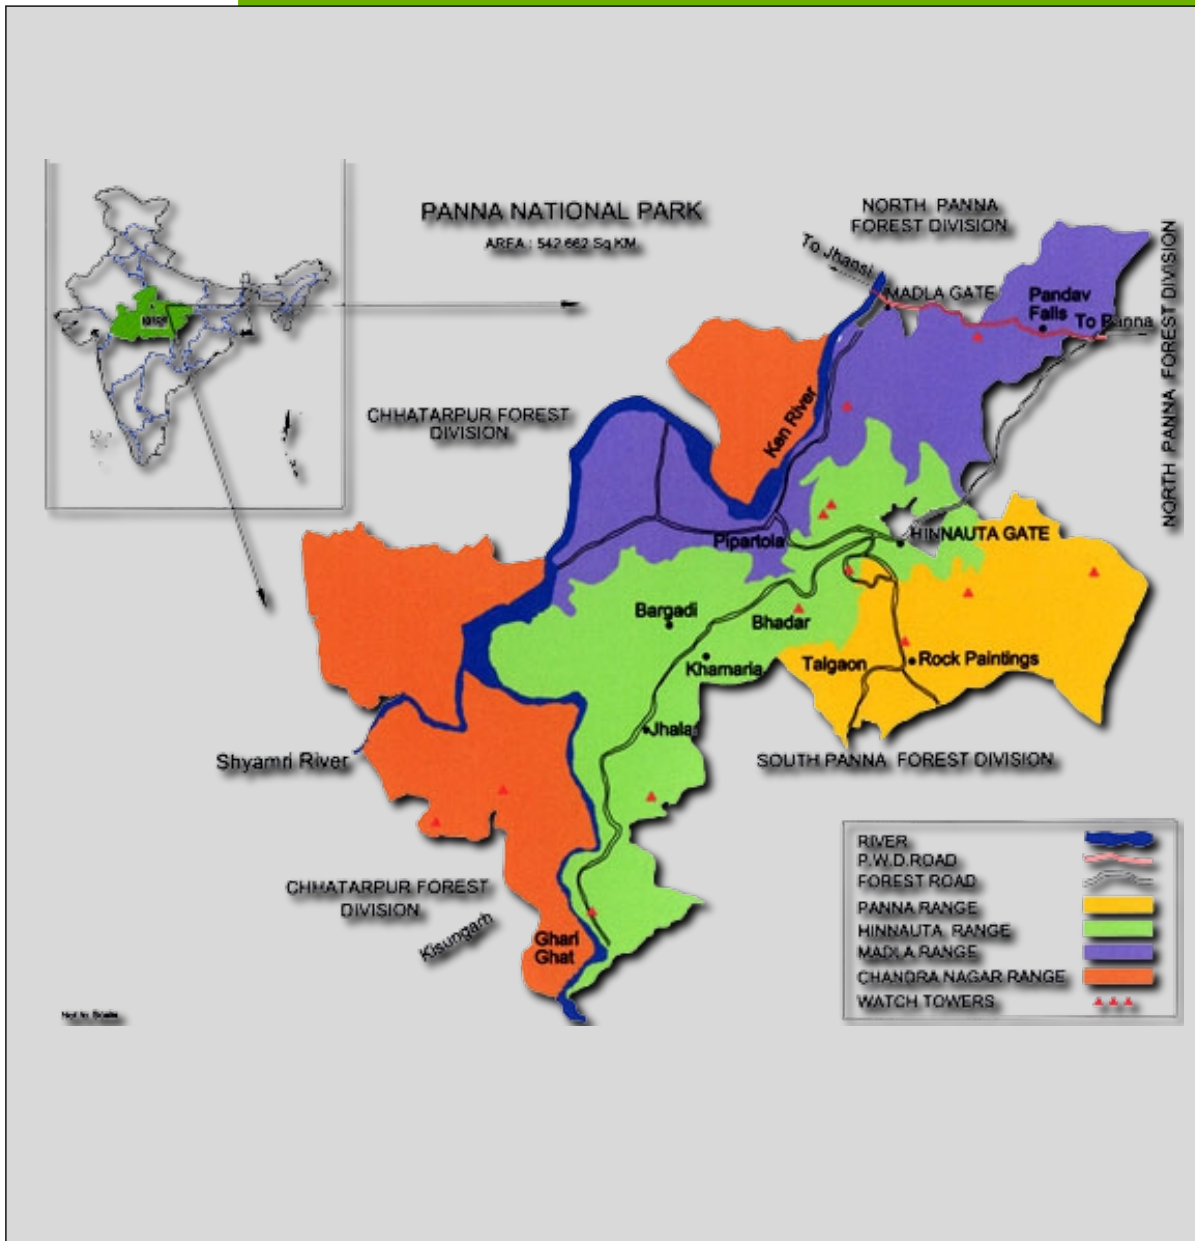 PANNA NATIONAL PARK
AREA : 542.662 Sq.KM.
NORTH PANNA
FOREST DIVISION
NORTH PANNA FOREST DIVISION
To Jhansi
MADLA GATE
Pandav
Falls
To Panna
CHHATARPUR FOREST
DIVISION
Ken River
Pipartola
HINNAUTA GATE
Bargadi
Bhadar
Khamaria
Talgaon
Rock Paintings
Jhalar
Shyamri River
SOUTH PANNA FOREST DIVISION
CHHATARPUR FOREST
DIVISION
Kisungarh
Ghari
Ghat
RIVER
P.W.D.ROAD
FOREST ROAD
PANNA RANGE
HINNAUTA RANGE
MADLA RANGE
CHANDRA NAGAR RANGE
WATCH TOWERS
Not to Scale